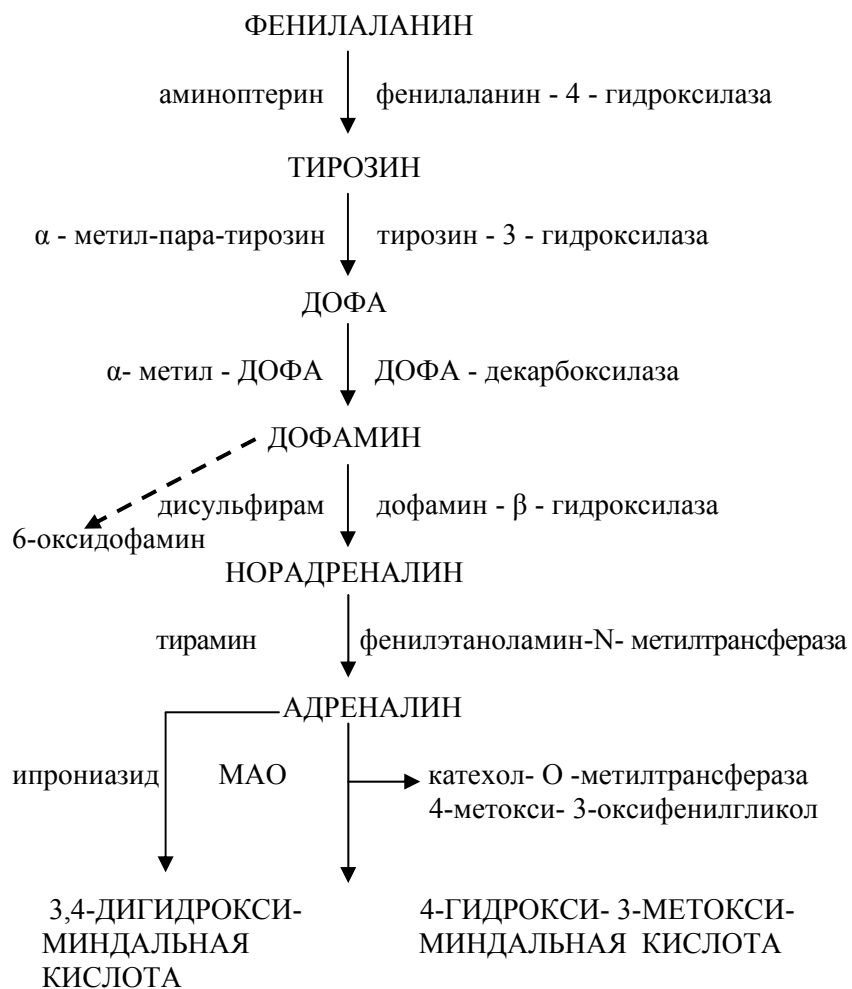 ФЕНИЛАЛАНИН
аминоптерин фенилаланин - 4 - гидроксилаза
ТИРОЗИН
α - метил-пара-тирозин тирозин - 3 - гидроксилаза
ДОФА
α- метил - ДОФА ДОФА - декарбоксилаза
ДОФАМИН
дисульфирам дофамин - β - гидроксилаза
6-оксидофамин
НОРАДРЕНАЛИН
тирамин фенилэтаноламин-N- метилтрансфераза
АДРЕНАЛИН
ипрониазид МАО катехол- О -метилтрансфераза
4-метокси- 3-оксифенилгликол
3,4-ДИГИДРОКСИ-
МИНДАЛЬНАЯ
КИСЛОТА
4-ГИДРОКСИ- 3-МЕТОКСИ-
МИНДАЛЬНАЯ КИСЛОТА